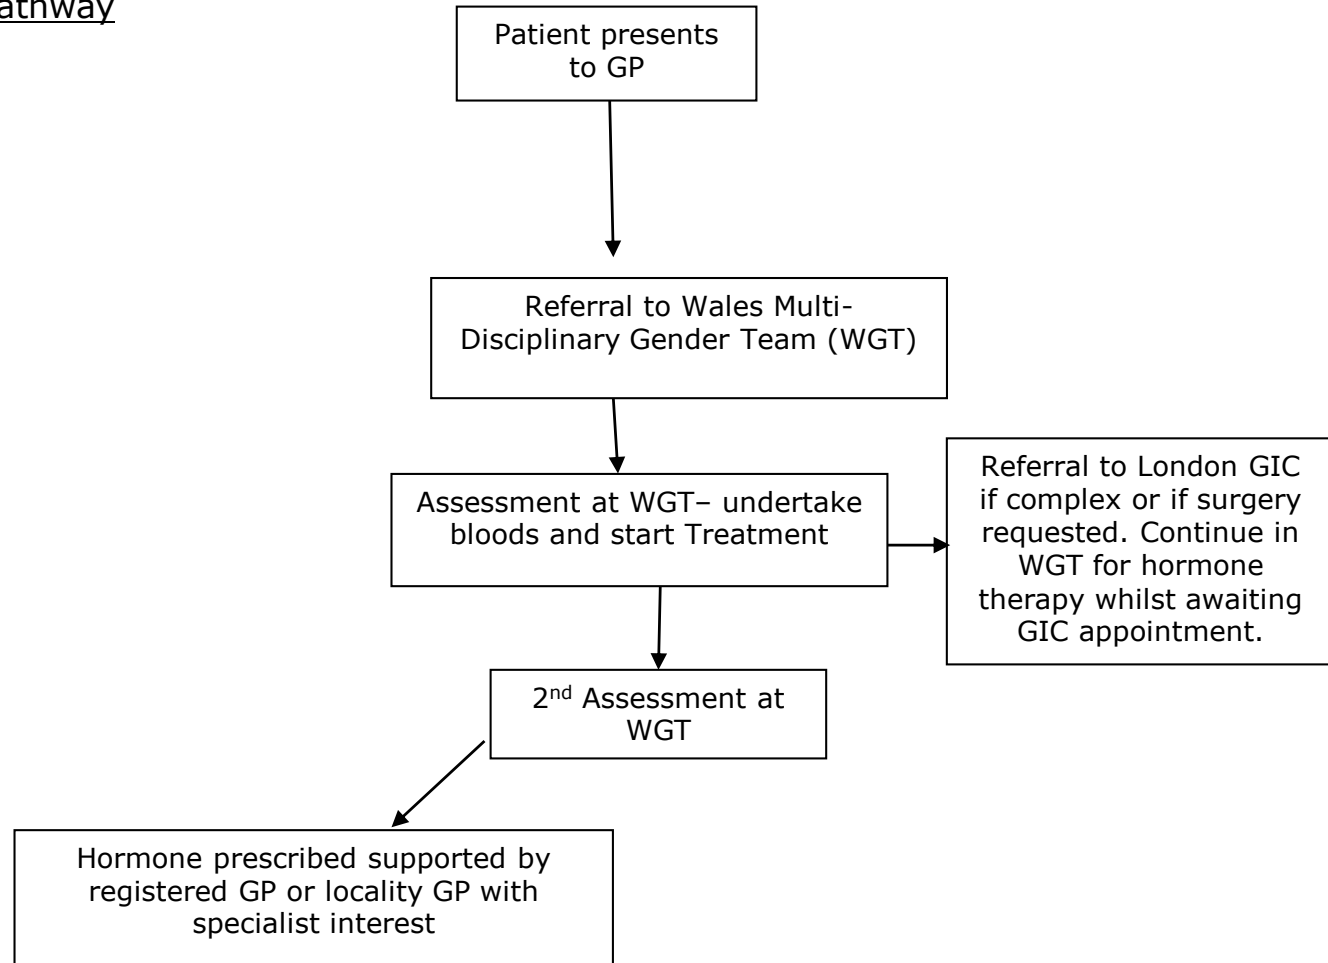 Patient presents
to GP
Referral to Wales Multi-
Disciplinary Gender Team (WGT)
Assessment at WGT– undertake
bloods and start Treatment
Referral to London GIC
if complex or if surgery
requested. Continue in
WGT for hormone
therapy whilst awaiting
GIC appointment.
2nd Assessment at
WGT
Hormone prescribed supported by
registered GP or locality GP with
specialist interest